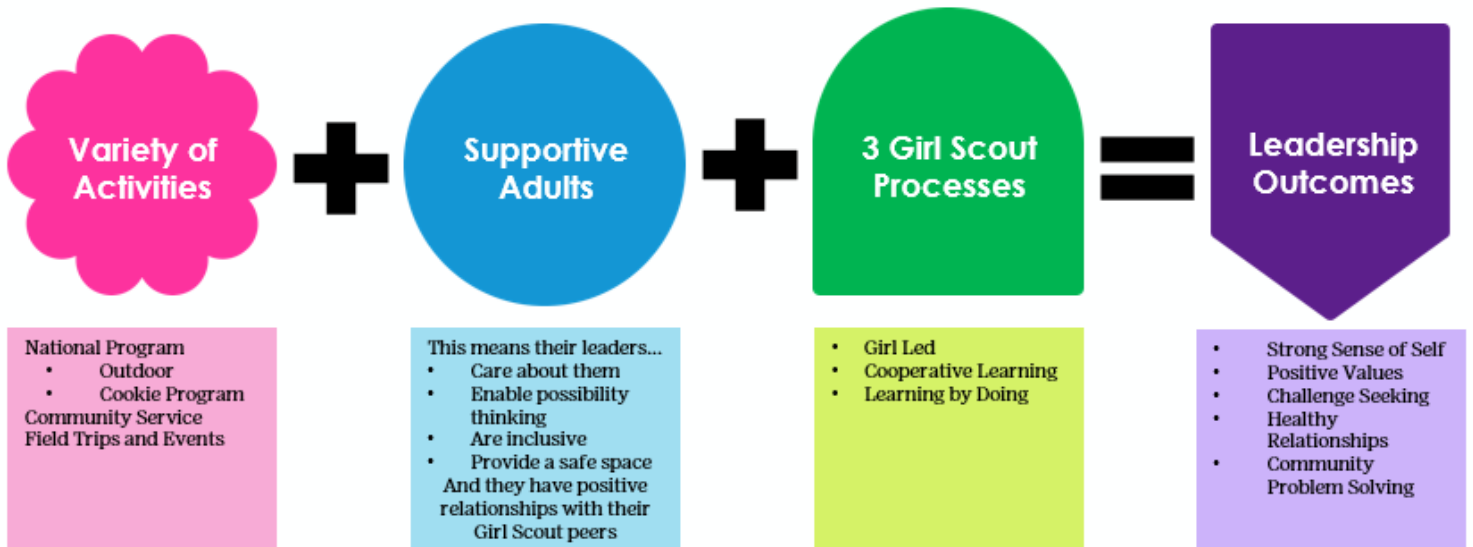 Variety of
Activities
Supportive
Adults
3 Girl Scout
Processes
Leadership
Outcomes
National Program
• Outdoor
• Cookie Program
Community Service
Field Trips and Events
This means their leaders...
• Care about them
• Enable possibility
thinking
• Are inclusive
• Provide a safe space
And they have positive
relationships with their
Girl Scout peers
• Girl Led
• Cooperative Learning
• Learning by Doing
• Strong Sense of Self
• Positive Values
• Challenge Seeking
• Healthy
Relationships
• Community
Problem Solving